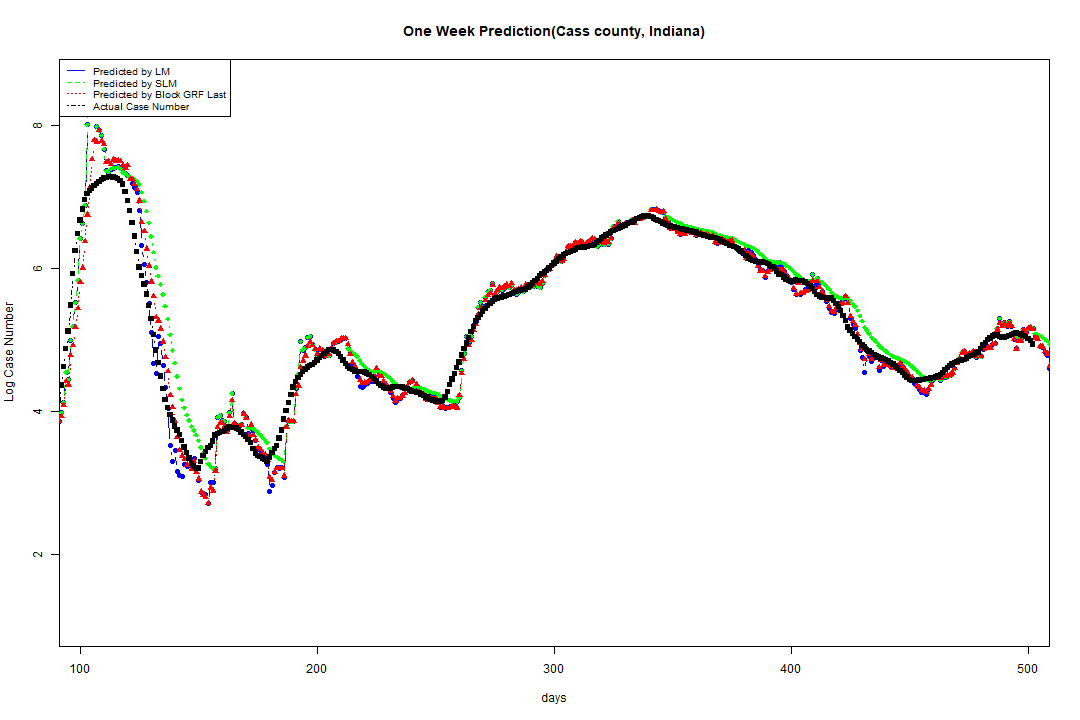 One Week Prediction(Cass county, Indiana)
Predicted by LM
Predicted by SLM
Predicted by Block GRF Last
Actual Case Number
8
6
4
2
Log Case Number
100 200 300 400 500
days